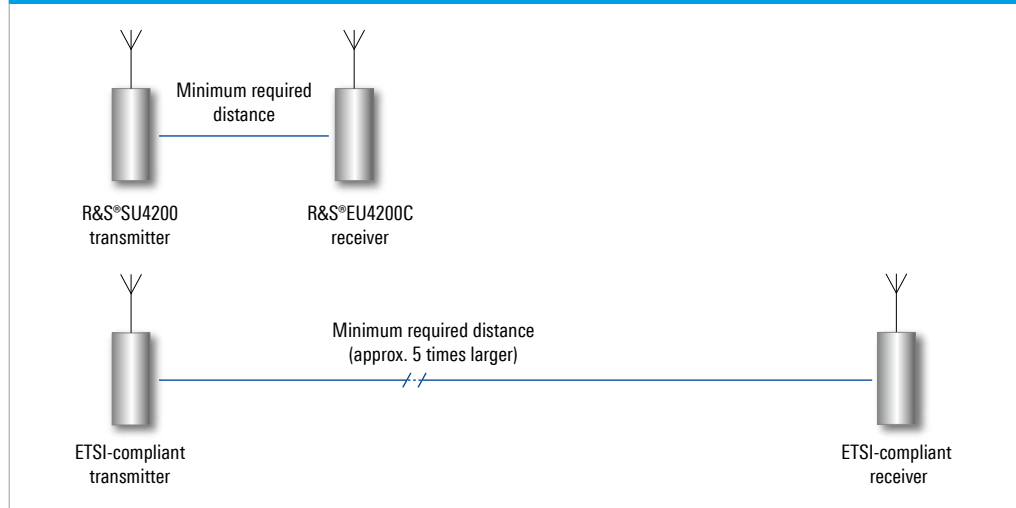 Minimum required
distance
R&S®SU4200
transmitter
R&S®EU4200C
receiver
Minimum required distance
(approx. 5 times larger)
ETSI-compliant
transmitter
ETSI-compliant
receiver